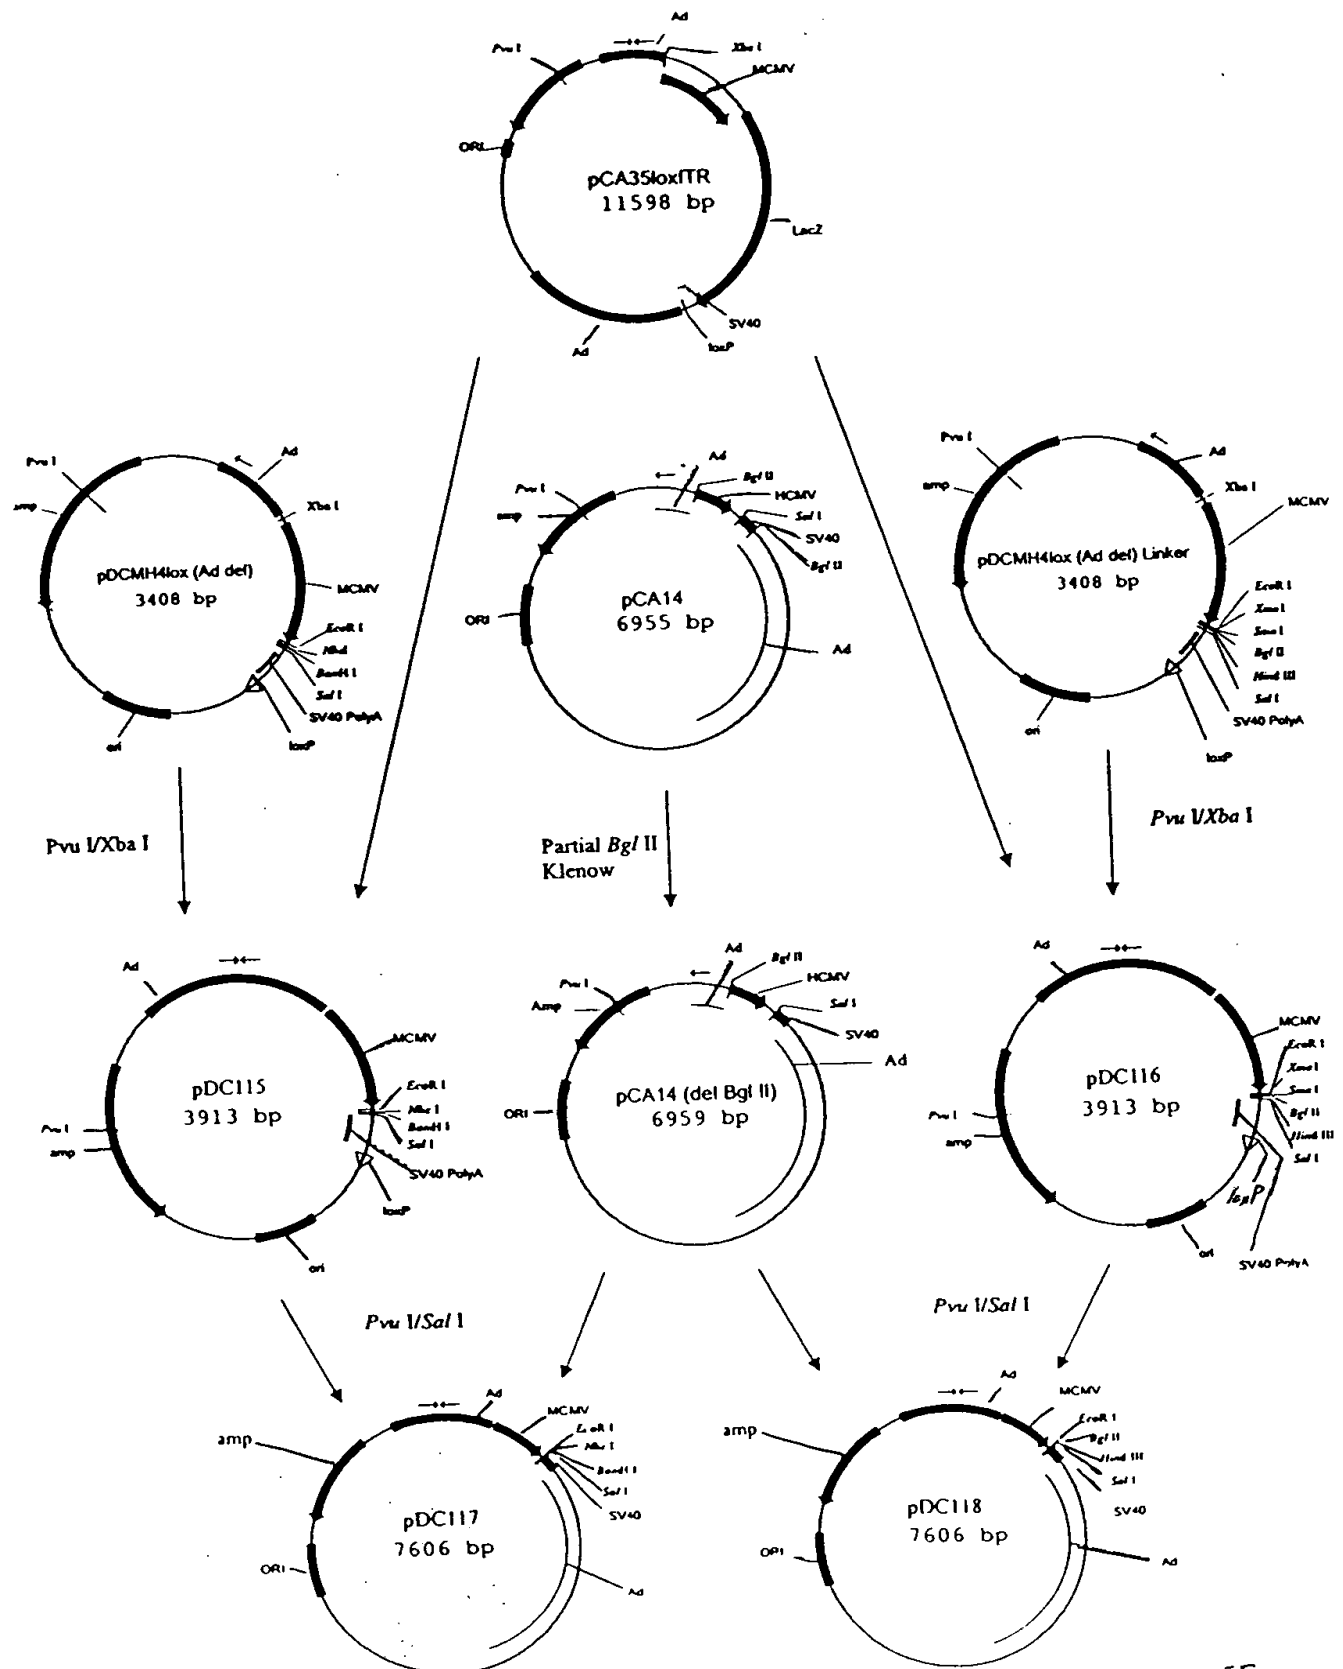 Ad
Pvu I
Xba I
MCMV
ORI
pCA35loxITR
11598 bp
LacZ
SV40
loxP
Ad
Pvu I
Ad
amp
Xba I
pDCMH4lox (Ad del)
3408 bp
MCMV
EcoR I
BamH I
Sal I
SV40 PolyA
loxP
ori
Ad
Bgl II
Pvu I
HCMV
amp
Sal I
SV40
Bgl II
pCA14
6955 bp
ORI
Ad
Pvu I
Ad
amp
Xba I
MCMV
pDCMH4lox (Ad del) Linker
3408 bp
EcoR I
Xma I
Sma I
Bgl II
Hind III
Sal I
SV40 PolyA
loxP
ori
Pvu I/Xba I
Partial Bgl II
Klenow
Pvu I/Xba I
Ad
MCMV
pDC115
3913 bp
EcoR I
Nhe I
BamH I
Sal I
Pvu I
amp
SV40 PolyA
loxP
ori
Ad
Bgl II
Pvu I
HCMV
Amp
Sal I
SV40
Ad
pCA14 (del Bgl II)
6959 bp
ORI
Ad
MCMV
EcoR I
Xma I
pDC116
3913 bp
Sma I
Bgl II
Hind III
Sal I
Pvu I
amp
loxP
ori
SV40 PolyA
Pvu I/Sal I
Pvu I/Sal I
Ad
MCMV
amp
EcoR I
Nhe I
BamH I
Sal I
SV40
pDC117
7606 bp
ORI
Ad
Ad
MCMV
amp
EcoR I
Bgl II
Hind III
Sal I
SV40
pDC118
7606 bp
ORI
Ad